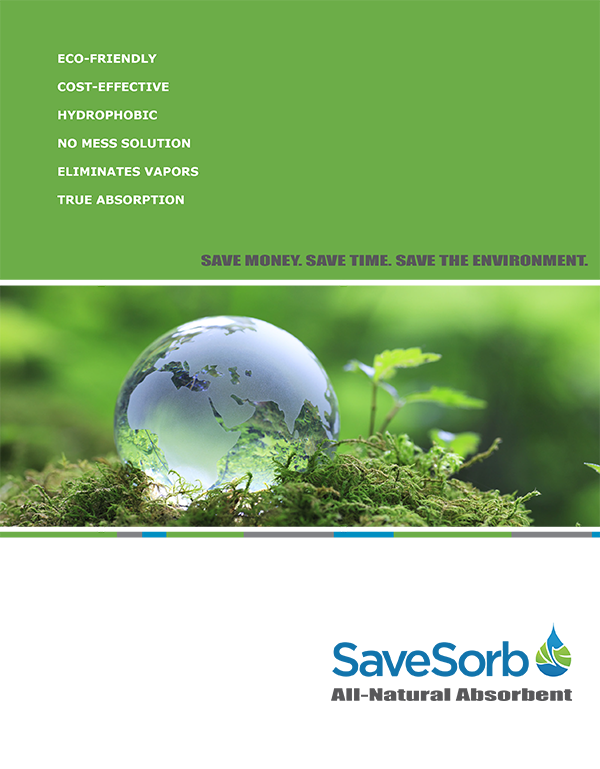 ECO-FRIENDLY
COST-EFFECTIVE
HYDROPHOBIC
NO MESS SOLUTION
ELIMINATES VAPORS
TRUE ABSORPTION
SAVE MONEY. SAVE TIME. SAVE THE ENVIRONMENT.
SaveSorb
All-Natural Absorbent